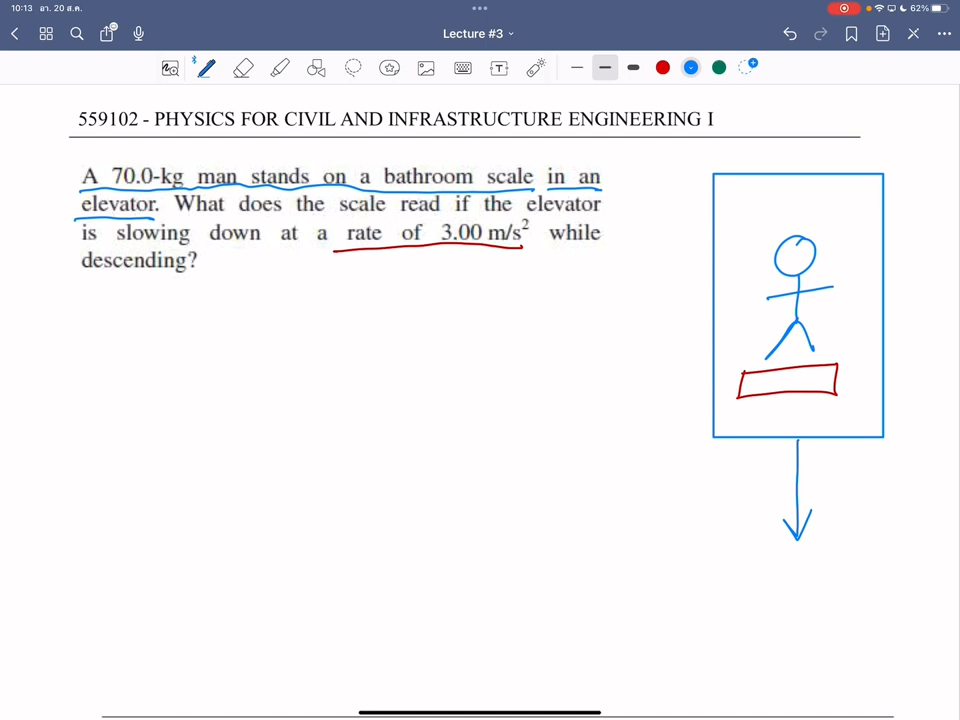 10:13 อา. 20 ส.ค.
62%
Lecture #3
559102 - PHYSICS FOR CIVIL AND INFRASTRUCTURE ENGINEERING I
A 70.0-kg man stands on a bathroom scale in an
elevator. What does the scale read if the elevator
is slowing down at a rate of 3.00 m/s² while
descending?